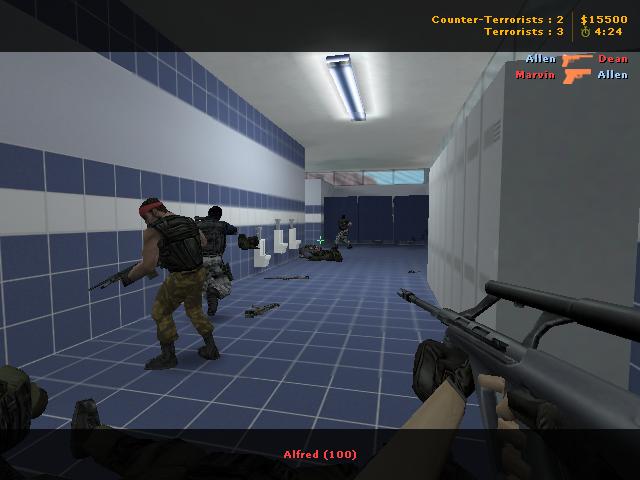 Counter-Terrorists : 2 $15500
Terrorists : 3 4:24
Allen Dean
Marvin Allen
Alfred (100)